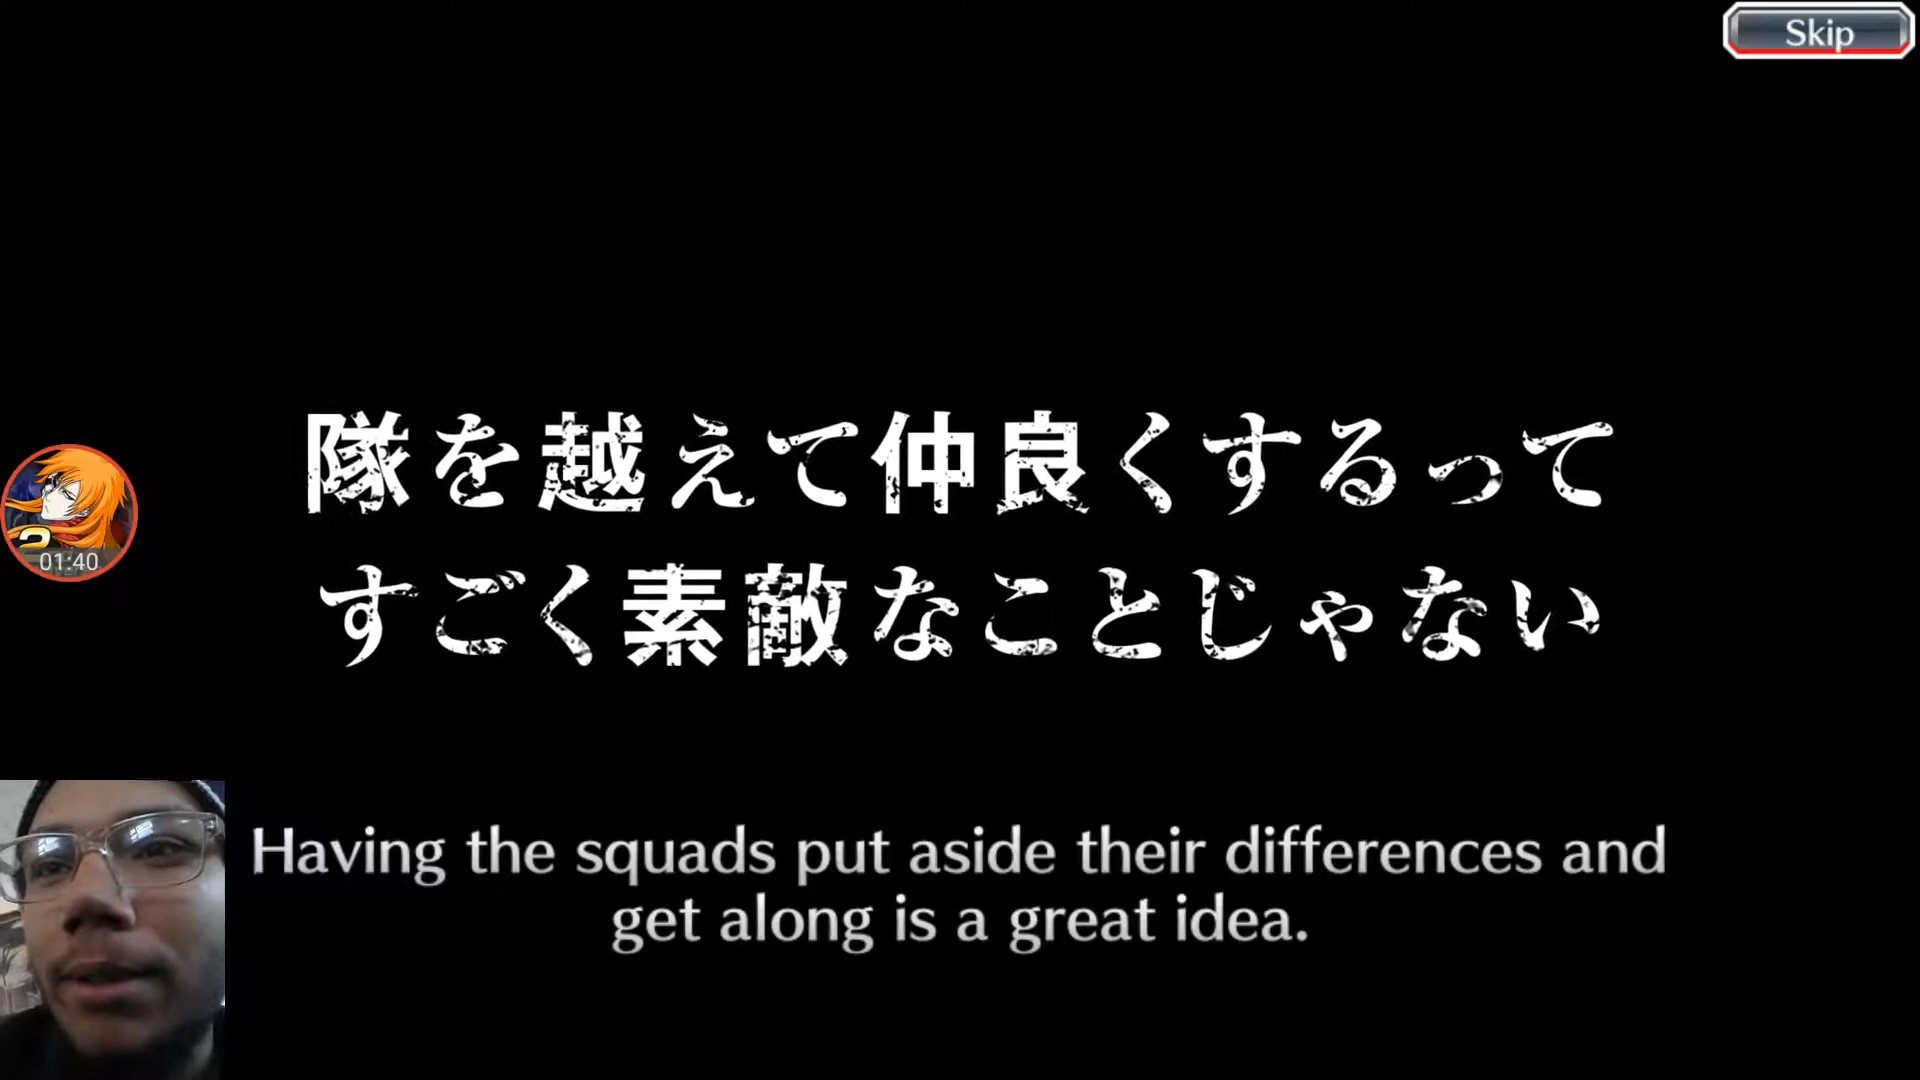 Skip
隊を越えて仲良くするって
すごく素敵なことじゃない
01:40
Having the squads put aside their differences and
get along is a great idea.